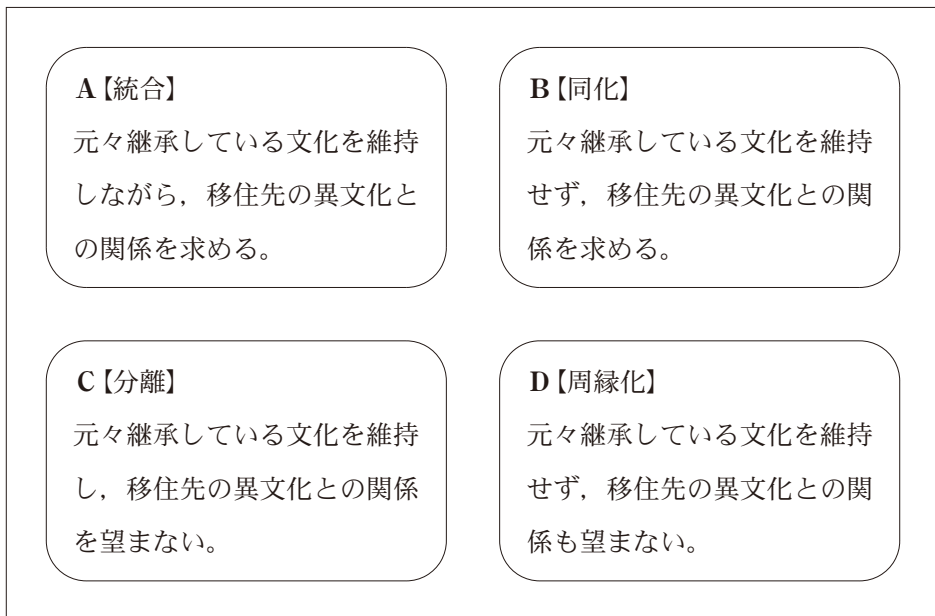 A【統合】
元々継承している文化を維持
しながら，移住先の異文化と
の関係を求める。
B【同化】
元々継承している文化を維持
せず，移住先の異文化との関
係を求める。
C【分離】
元々継承している文化を維持
し，移住先の異文化との関係
を望まない。
D【周縁化】
元々継承している文化を維持
せず，移住先の異文化との関
係も望まない。